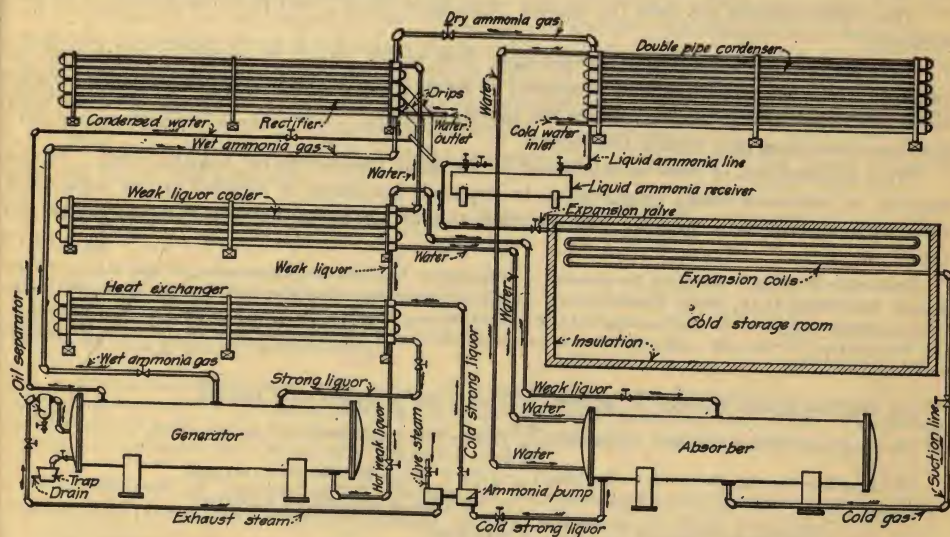 Dry ammonia gas
Double pipe condenser
Water
Drips
Condensed water
Rectifier
Water
outlet
Cold water
inlet
Wet ammonia gas
Liquid ammonia line
Water
Weak liquor cooler
Liquid ammonia receiver
Expansion valve
Water
Weak liquor
Water
Expansion coils
Heat exchanger
Cold storage room
Oil separator
Insulation
Wet ammonia gas
Strong liquor
Cold strong liquor
Weak liquor
Water
Generator
Hot weak liquor
Live steam
Absorber
Water
Suction line
Trap
Drain
Ammonia pump
Exhaust steam
Cold strong liquor
Cold gas